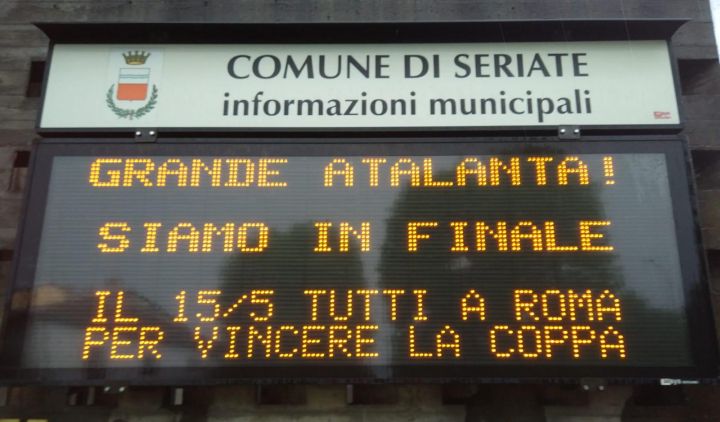 COMUNE DI SERIATE
informazioni municipali
GRANDE ATALANTA!
SIAMO IN FINALE
IL 15/5 TUTTI A ROMA
PER VINCERE LA COPPA